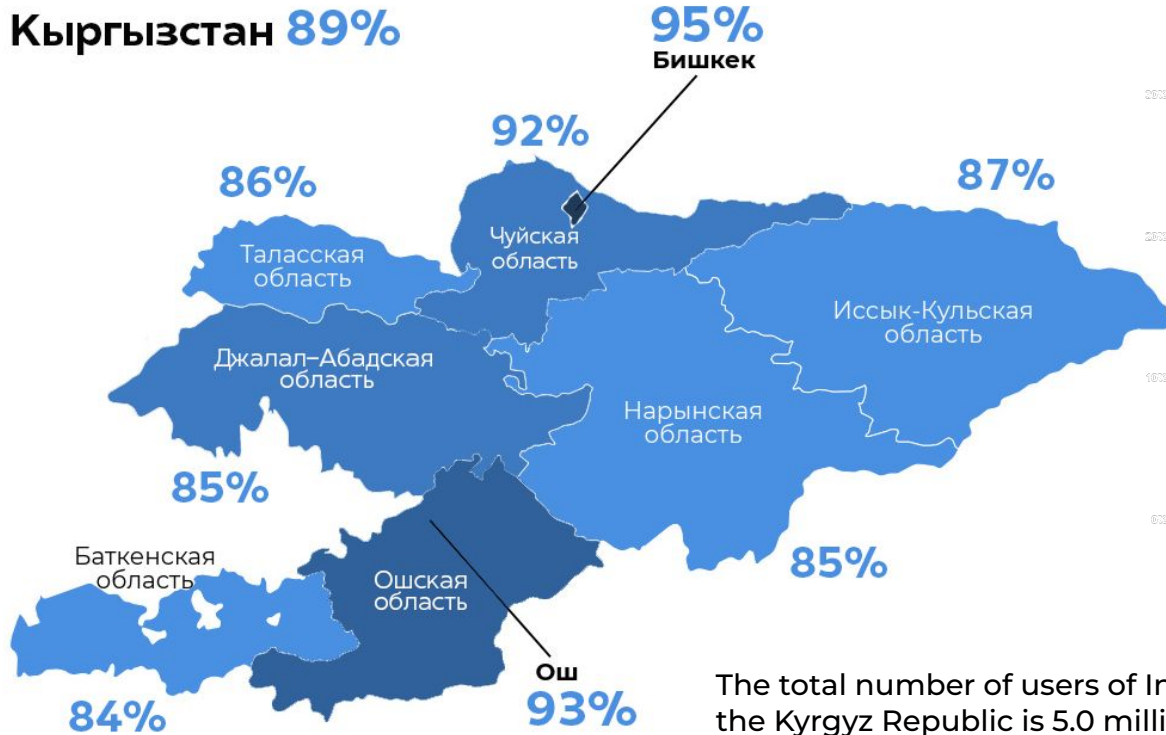 Кыргызстан 89%
95%
Бишкек
92%
86%
87%
Чуйская
область
Таласская
область
Иссык-Кульская
область
Джалал–Абадская
область
Нарынская
область
85%
85%
Баткенская
область
Ошская
область
Ош
93%
84%
The total number of users of
the Kyrgyz Republic is 5.0